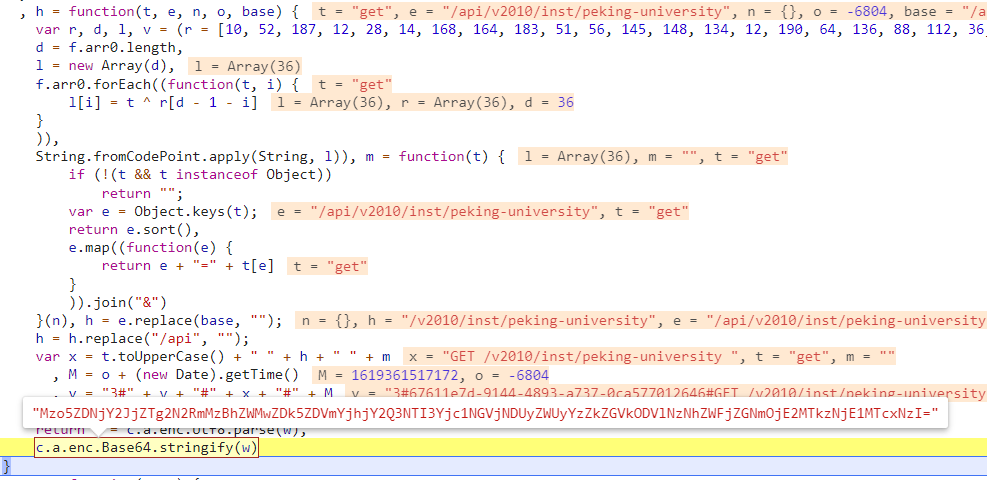 , h = function(t, e, n, o, base) { t = "get", e = "/api/v2010/inst/peking-university", n = {}, o = -6804, base = "/a
var r, d, l, v = (r = [10, 52, 187, 12, 28, 14, 168, 164, 183, 51, 56, 145, 148, 134, 12, 190, 64, 136, 88, 112, 36,
d = f.arr0.length,
l = new Array(d), l = Array(36)
f.arr0.forEach((function(t, i) { t = "get"
l[i] = t ^ r[d - 1 - i] l = Array(36), r = Array(36), d = 36
}
)),
String.fromCodePoint.apply(String, l)), m = function(t) { l = Array(36), m = "", t = "get"
if (!(t && t instanceof Object))
return "";
var e = Object.keys(t); e = "/api/v2010/inst/peking-university", t = "get"
return e.sort(),
e.map((function(e) {
return e + "=" + t[e] t = "get"
}
)).join("&")
}(n), h = e.replace(base, ""); n = {}, h = "/v2010/inst/peking-university", e = "/api/v2010/inst/peking-university
h = h.replace("/api", "");
var x = t.toUpperCase() + " " + h + " " + m x = "GET /v2010/inst/peking-university ", t = "get", m = ""
, M = o + (new Date).getTime() M = 1619361517172, o = -6804
, y = "3#" + v + "#" + x + "#" + M y = "3#67611e7d-9144-4893-a737-0ca577012646#GET /v2010/inst/peking-university
"Mzo5ZDNjY2JjZTg2N2RmMzBhZWMwZDk5ZDVmYjhjY2Q3NTI3Yjc1NGVjNDUyZWUyYzZkZGVkODVlNzNhZWFjZGNmOjE2MTkzNjE1MTcxNzI="
return = c.a.enc.Utf8.parse(w),
c.a.enc.Base64.stringify(w)
}